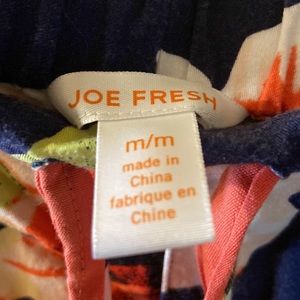 JOE FRESH
m/m
made in
China
fabrique en
Chine